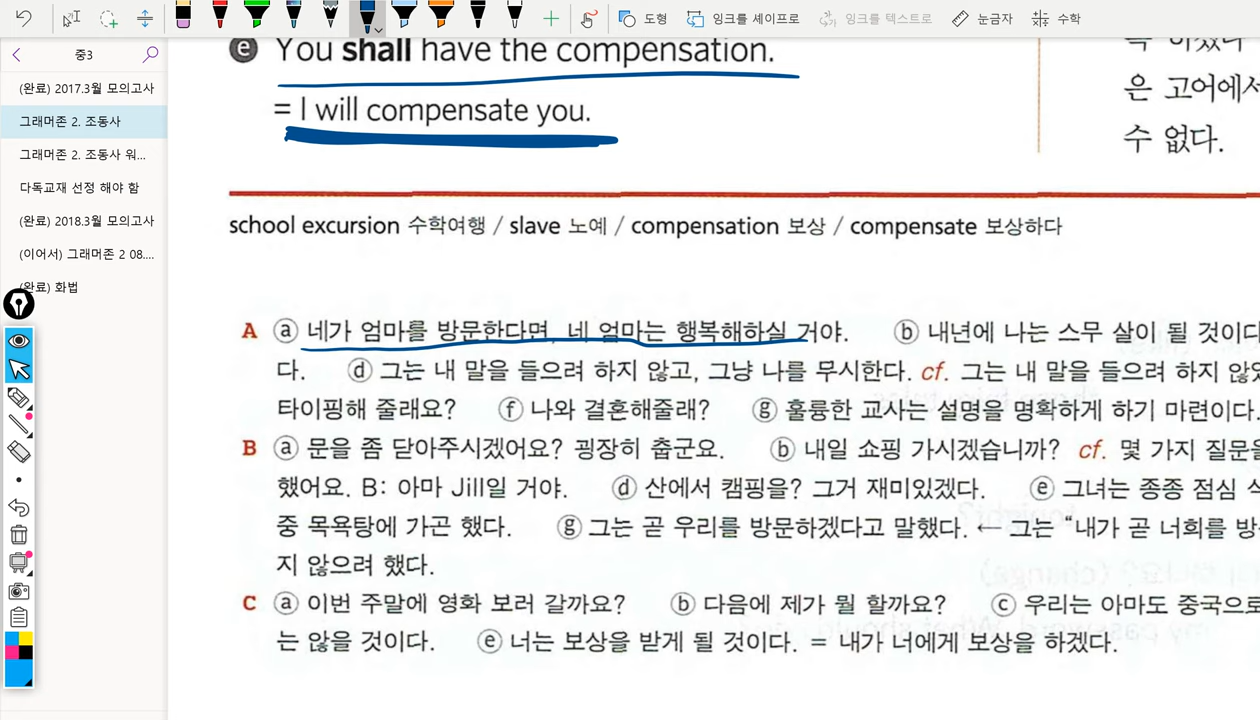 도형
잉크를 셰이프로
잉크를 텍스트로
눈금자
수학
중3
(완료) 2017.3월 모의고사
그래머존 2. 조동사
그래머존 2. 조동사 워...
다독교재 선정 해야 함
(완료) 2018.3월 모의고사
(이어서) 그래머존 2 08....
(완료) 화법
ⓔ You shall have the compensation.
= I will compensate you.
은 고어에서
수 없다.
school excursion 수학여행 / slave 노예 / compensation 보상 / compensate 보상하다
A ⓐ 네가 엄마를 방문한다면, 네 엄마는 행복해하실 거야. ⓑ 내년에 나는 스무 살이 될 것이다
다. ⓓ 그는 내 말을 들으려 하지 않고, 그냥 나를 무시한다. cf. 그는 내 말을 들으려 하지 않았
타이핑해 줄래요? ⓕ 나와 결혼해줄래? ⓖ 훌륭한 교사는 설명을 명확하게 하기 마련이다.
B ⓐ 문을 좀 닫아주시겠어요? 굉장히 춥군요. ⓑ 내일 쇼핑 가시겠습니까? cf. 몇 가지 질문을
했어요. B: 아마 Jill일 거야. ⓓ 산에서 캠핑을? 그거 재미있겠다. ⓔ 그녀는 종종 점심 식
중 목욕탕에 가곤 했다. ⓖ 그는 곧 우리를 방문하겠다고 말했다. ← 그는 “내가 곧 너희를 방
지 않으려 했다.
C ⓐ 이번 주말에 영화 보러 갈까요? ⓑ 다음에 제가 뭘 할까요? ⓒ 우리는 아마도 중국으로
는 않을 것이다. ⓔ 너는 보상을 받게 될 것이다. = 내가 너에게 보상을 하겠다.